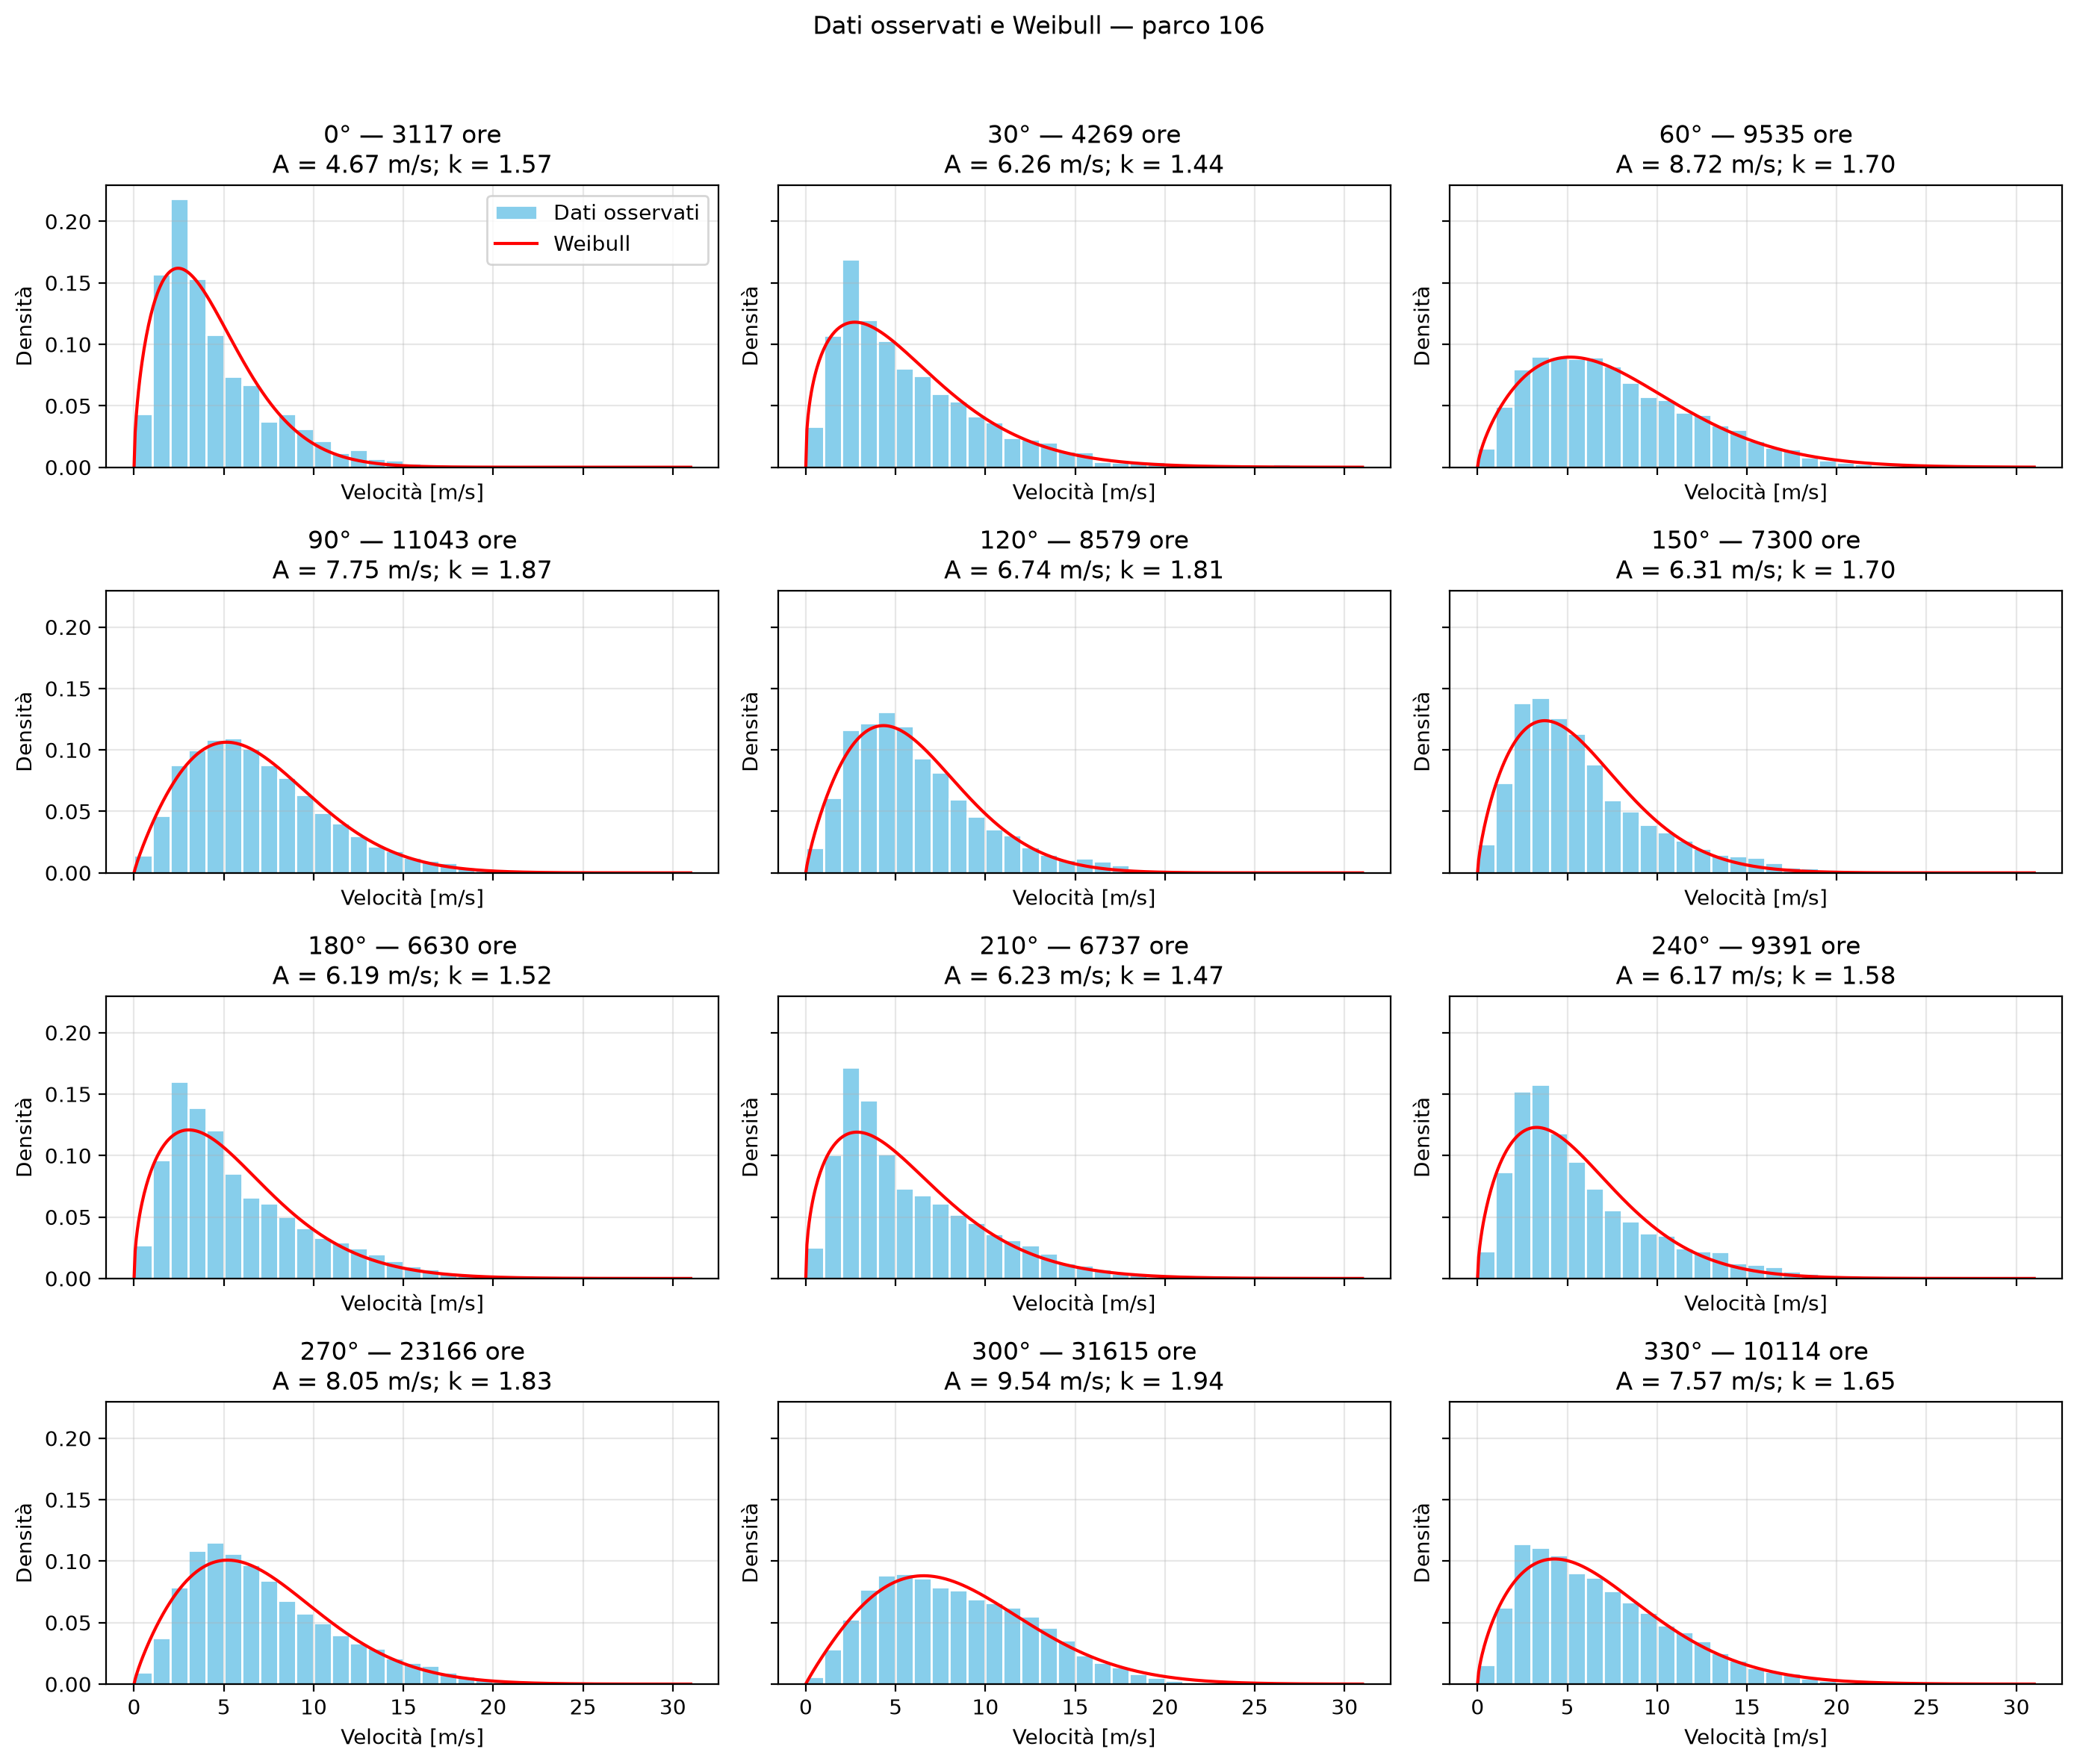 Dati osservati e Weibull — parco 106
0° — 3117 ore
A = 4.67 m/s; k = 1.57
Densità
0.20
0.15
0.10
0.05
0.00
Dati osservati
Weibull
Velocità [m/s]
30° — 4269 ore
A = 6.26 m/s; k = 1.44
Densità
Velocità [m/s]
60° — 9535 ore
A = 8.72 m/s; k = 1.70
Densità
Velocità [m/s]
90° — 11043 ore
A = 7.75 m/s; k = 1.87
Densità
0.20
0.15
0.10
0.05
0.00
Velocità [m/s]
120° — 8579 ore
A = 6.74 m/s; k = 1.81
Densità
Velocità [m/s]
150° — 7300 ore
A = 6.31 m/s; k = 1.70
Densità
Velocità [m/s]
180° — 6630 ore
A = 6.19 m/s; k = 1.52
Densità
0.20
0.15
0.10
0.05
0.00
Velocità [m/s]
210° — 6737 ore
A = 6.23 m/s; k = 1.47
Densità
Velocità [m/s]
240° — 9391 ore
A = 6.17 m/s; k = 1.58
Densità
Velocità [m/s]
270° — 23166 ore
A = 8.05 m/s; k = 1.83
Densità
0.20
0.15
0.10
0.05
0.00
0 5 10 15 20 25 30
Velocità [m/s]
300° — 31615 ore
A = 9.54 m/s; k = 1.94
Densità
0 5 10 15 20 25 30
Velocità [m/s]
330° — 10114 ore
A = 7.57 m/s; k = 1.65
Densità
0 5 10 15 20 25 30
Velocità [m/s]